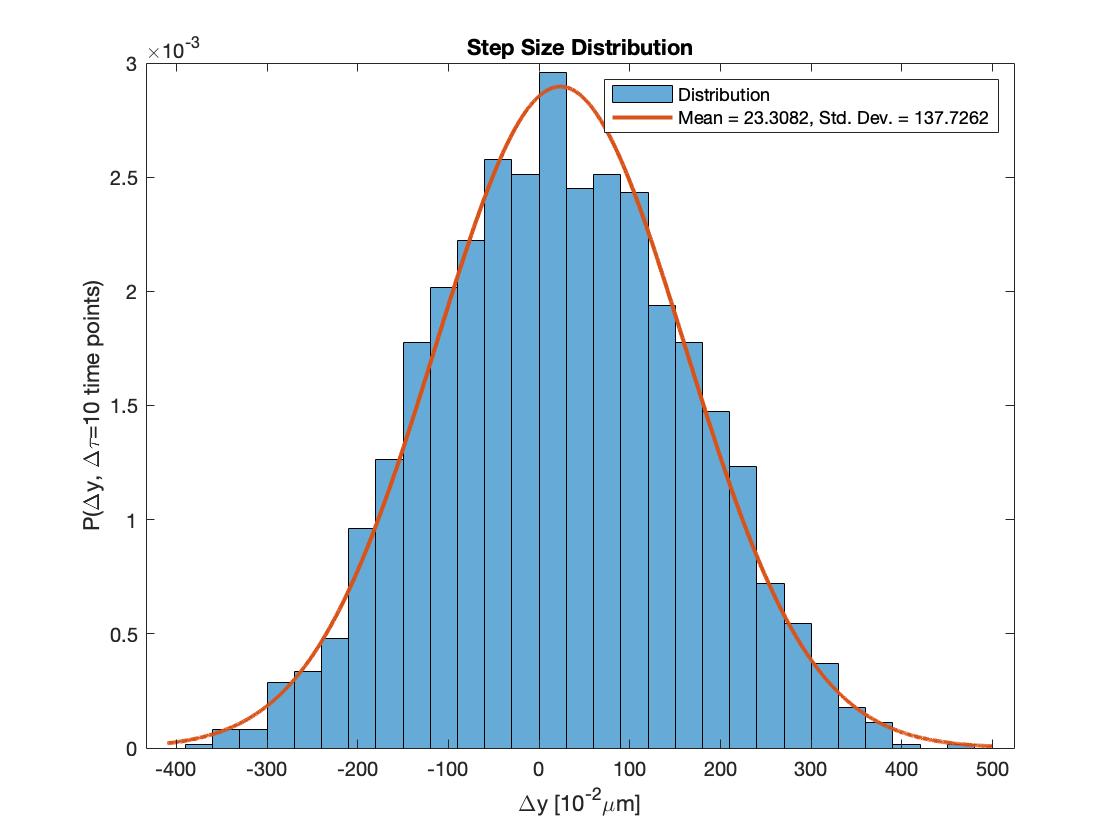 Step Size Distribution
×10⁻³
Distribution
Mean = 23.3082, Std. Dev. = 137.7262
3
2.5
2
1.5
1
0.5
0
P(Δy, Δτ=10 time points)
-400 -300 -200 -100 0 100 200 300 400 500
Δy [10⁻²μm]